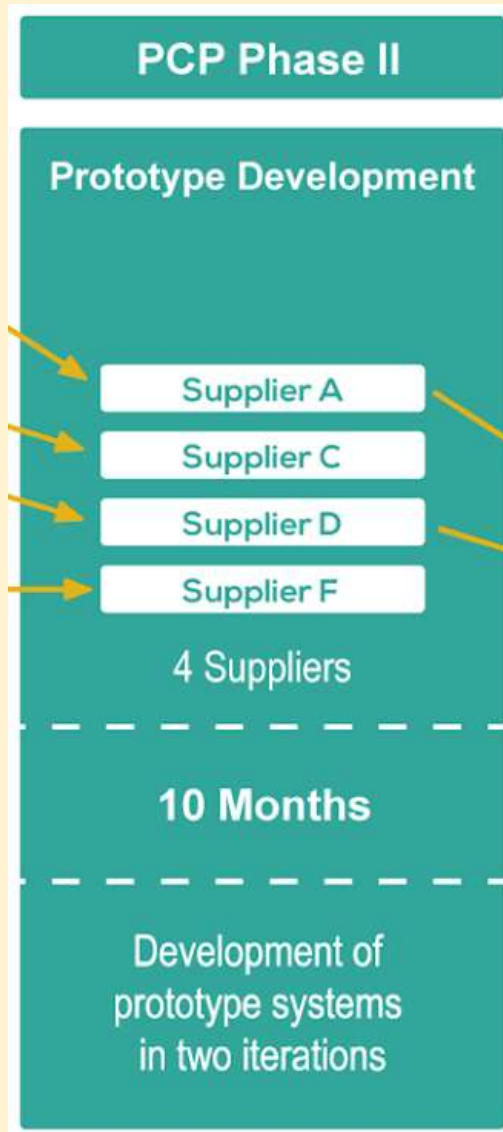 PCP Phase II
Prototype Development
Supplier A
Supplier C
Supplier D
Supplier F
4 Suppliers
10 Months
Development of
prototype systems
in two iterations